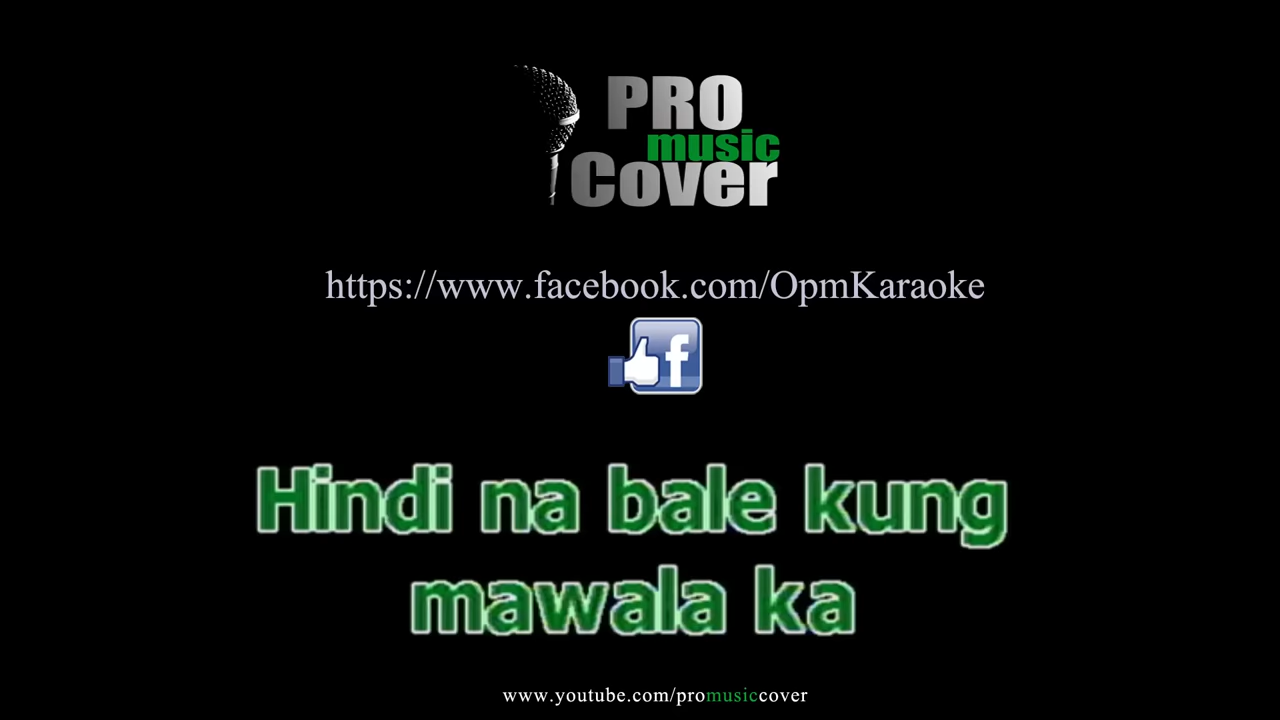 PRO
music
Cover
https://www.facebook.com/OpmKaraoke
f
Hindi na bale kung
mawala ka
www.youtube.com/promusiccover